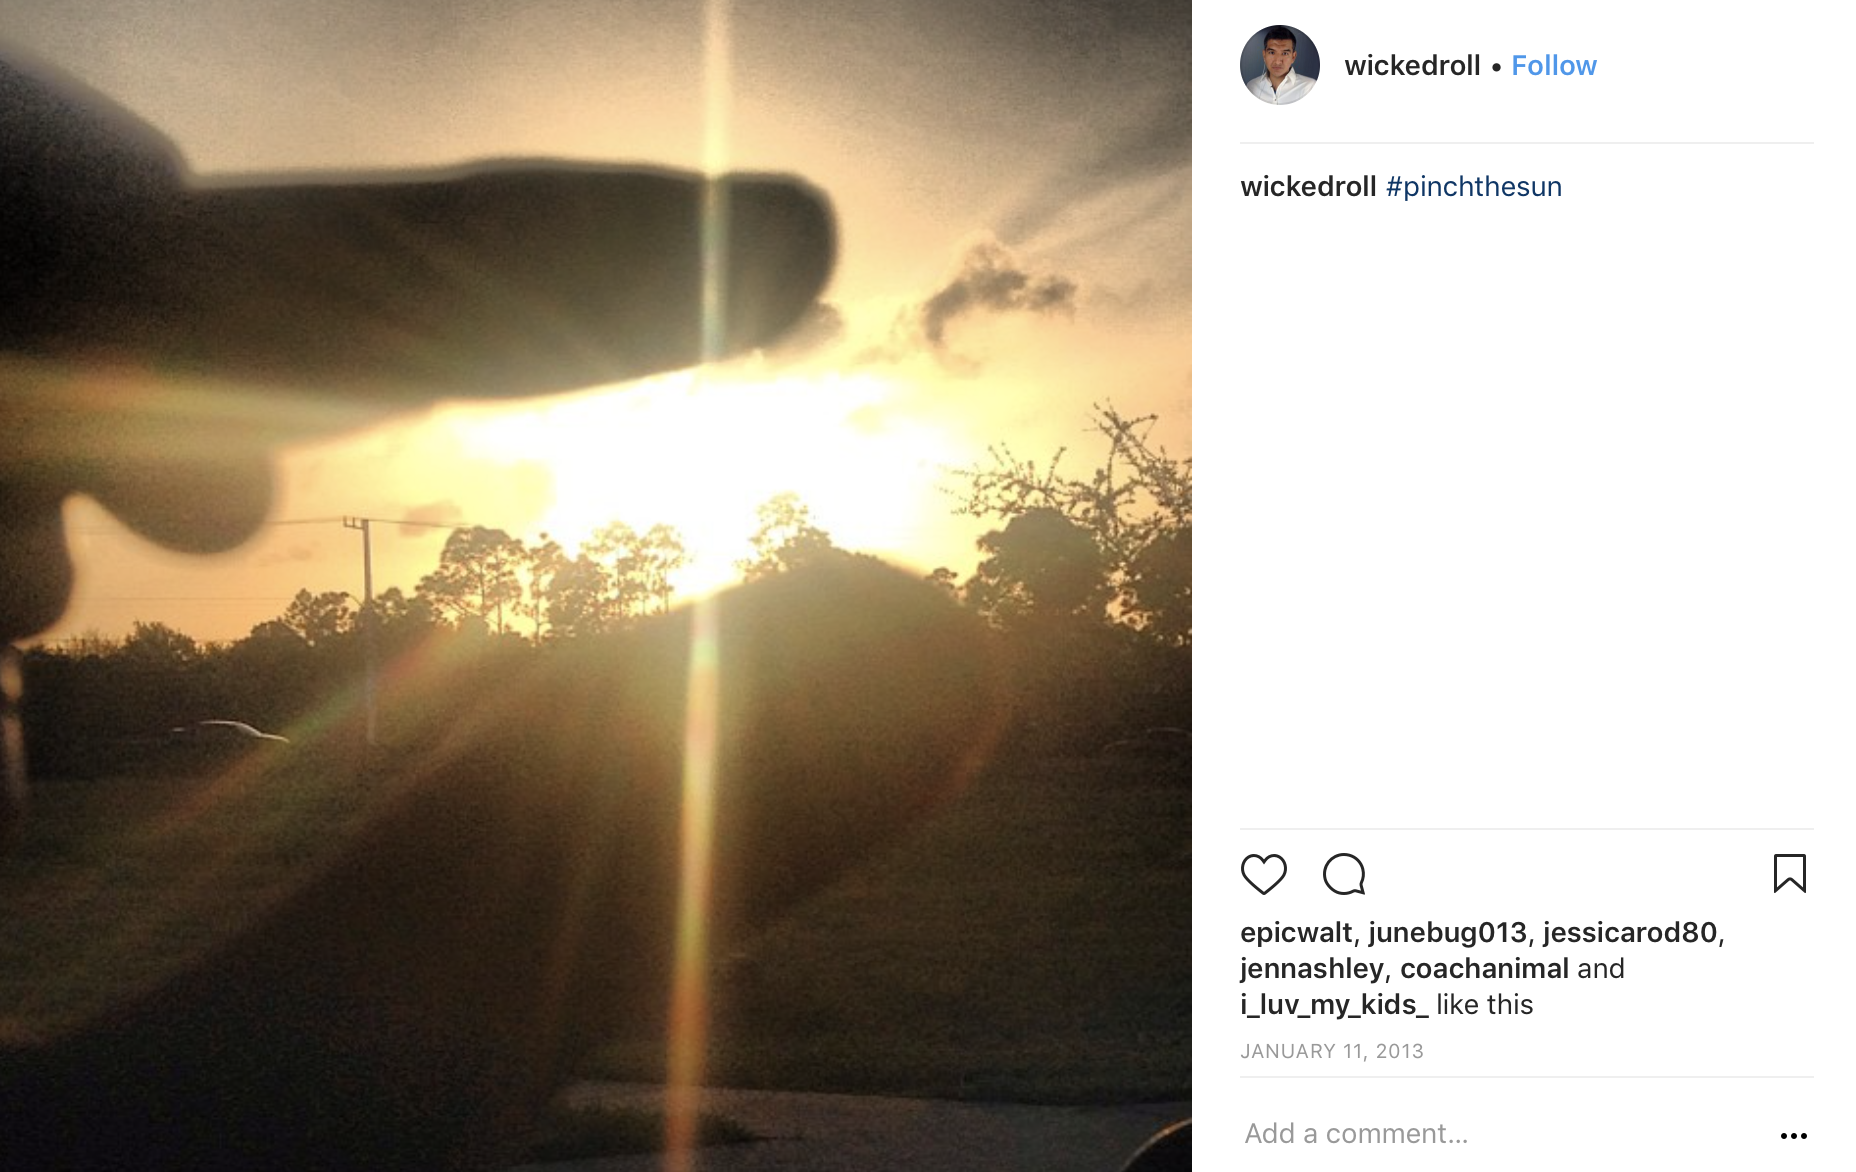 wickedroll • Follow
wickedroll #pinchthesun
epicwalt, junebug013, jessicarod80,
jennashley, coachanimal and
i_luv_my_kids_ like this
JANUARY 11, 2013
Add a comment...